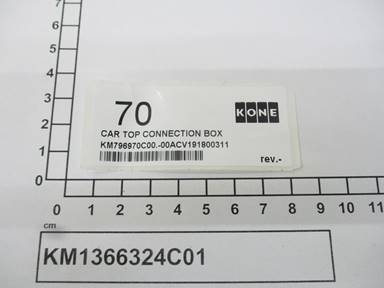 7
6
5
4
3
2
1
0
70
KONE
CAR TOP CONNECTION BOX
KM796970C00.-00ACV191800311
rev.-
0 1 2 3 4 5 6 7 8 9 10 11
cm
KM1366324C01